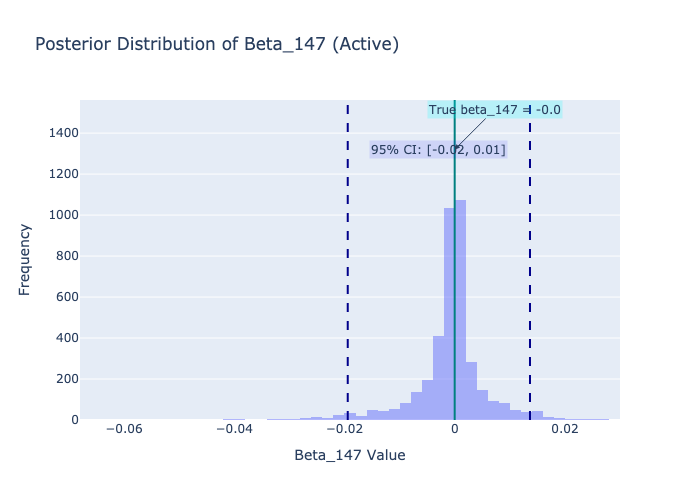 Posterior Distribution of Beta_147 (Active)
True beta_147 = -0.0
95% CI: [-0.02, 0.01]
1400
1200
1000
800
600
400
200
0
Frequency
−0.06
−0.04
−0.02
0
0.02
Beta_147 Value